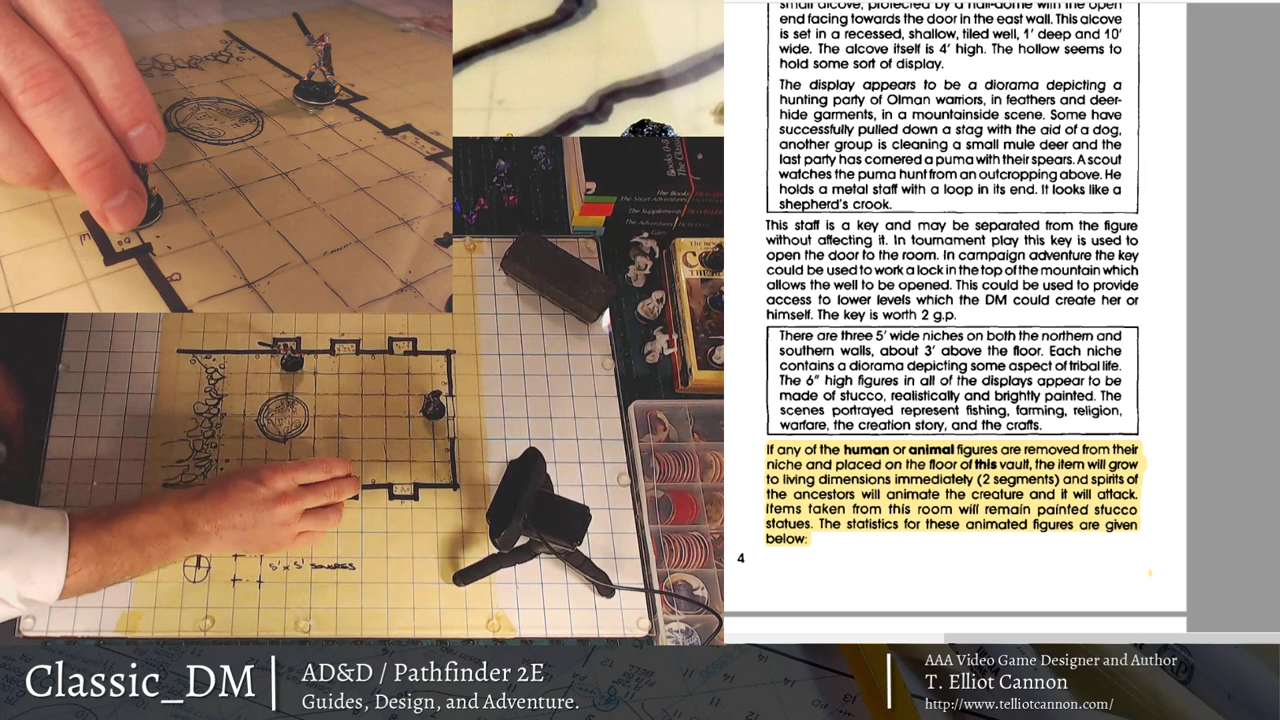 small alcove, protected by a half-dome with the open
end facing towards the door in the east wall. This alcove
is set in a recessed, shallow, tiled well, 1' deep and 10'
wide. The alcove itself is 4' high. The hollow seems to
hold some sort of display.
The display appears to be a diorama depicting a
hunting party of Olman warriors, in feathers and deer-
hide garments, in a mountainside scene. Some have
successfully pulled down a stag with the aid of a dog,
another group is cleaning a small mule deer and the
last party has cornered a puma with their spears. A scout
watches the puma hunt from an outcropping above. He
holds a metal staff with a loop in its end. It looks like a
shepherd's crook.
This staff is a key and may be separated from the figure
without affecting it. In tournament play this key is used to
open the door to the room. In campaign adventure the key
could be used to work a lock in the top of the mountain which
allows the well to be opened. This could be used to provide
access to lower levels which the DM could create her or
himself. The key is worth 2 g.p.
There are three 5' wide niches on both the northern and
southern walls, about 3' above the floor. Each niche
contains a diorama depicting some aspect of tribal life.
The 6" high figures in all of the displays appear to be
made of stucco, realistically and brightly painted. The
scenes portrayed represent fishing, farming, religion,
warfare, the creation story, and the crafts.
If any of the human or animal figures are removed from their
niche and placed on the floor of this vault, the item will grow
to living dimensions immediately (2 segments) and spirits of
the ancestors will animate the creature and it will attack.
Items taken from this room will remain painted stucco
statues. The statistics for these animated figures are given
below:
4
Books 0-8
The Classic
The Books
The Short Adventures
The Supplements
The Adventures
5' x 5' SQUARES
Classic_DM
AD&D / Pathfinder 2E
Guides, Design, and Adventure.
AAA Video Game Designer and Author
T. Elliot Cannon
http://www.telliotcannon.com/